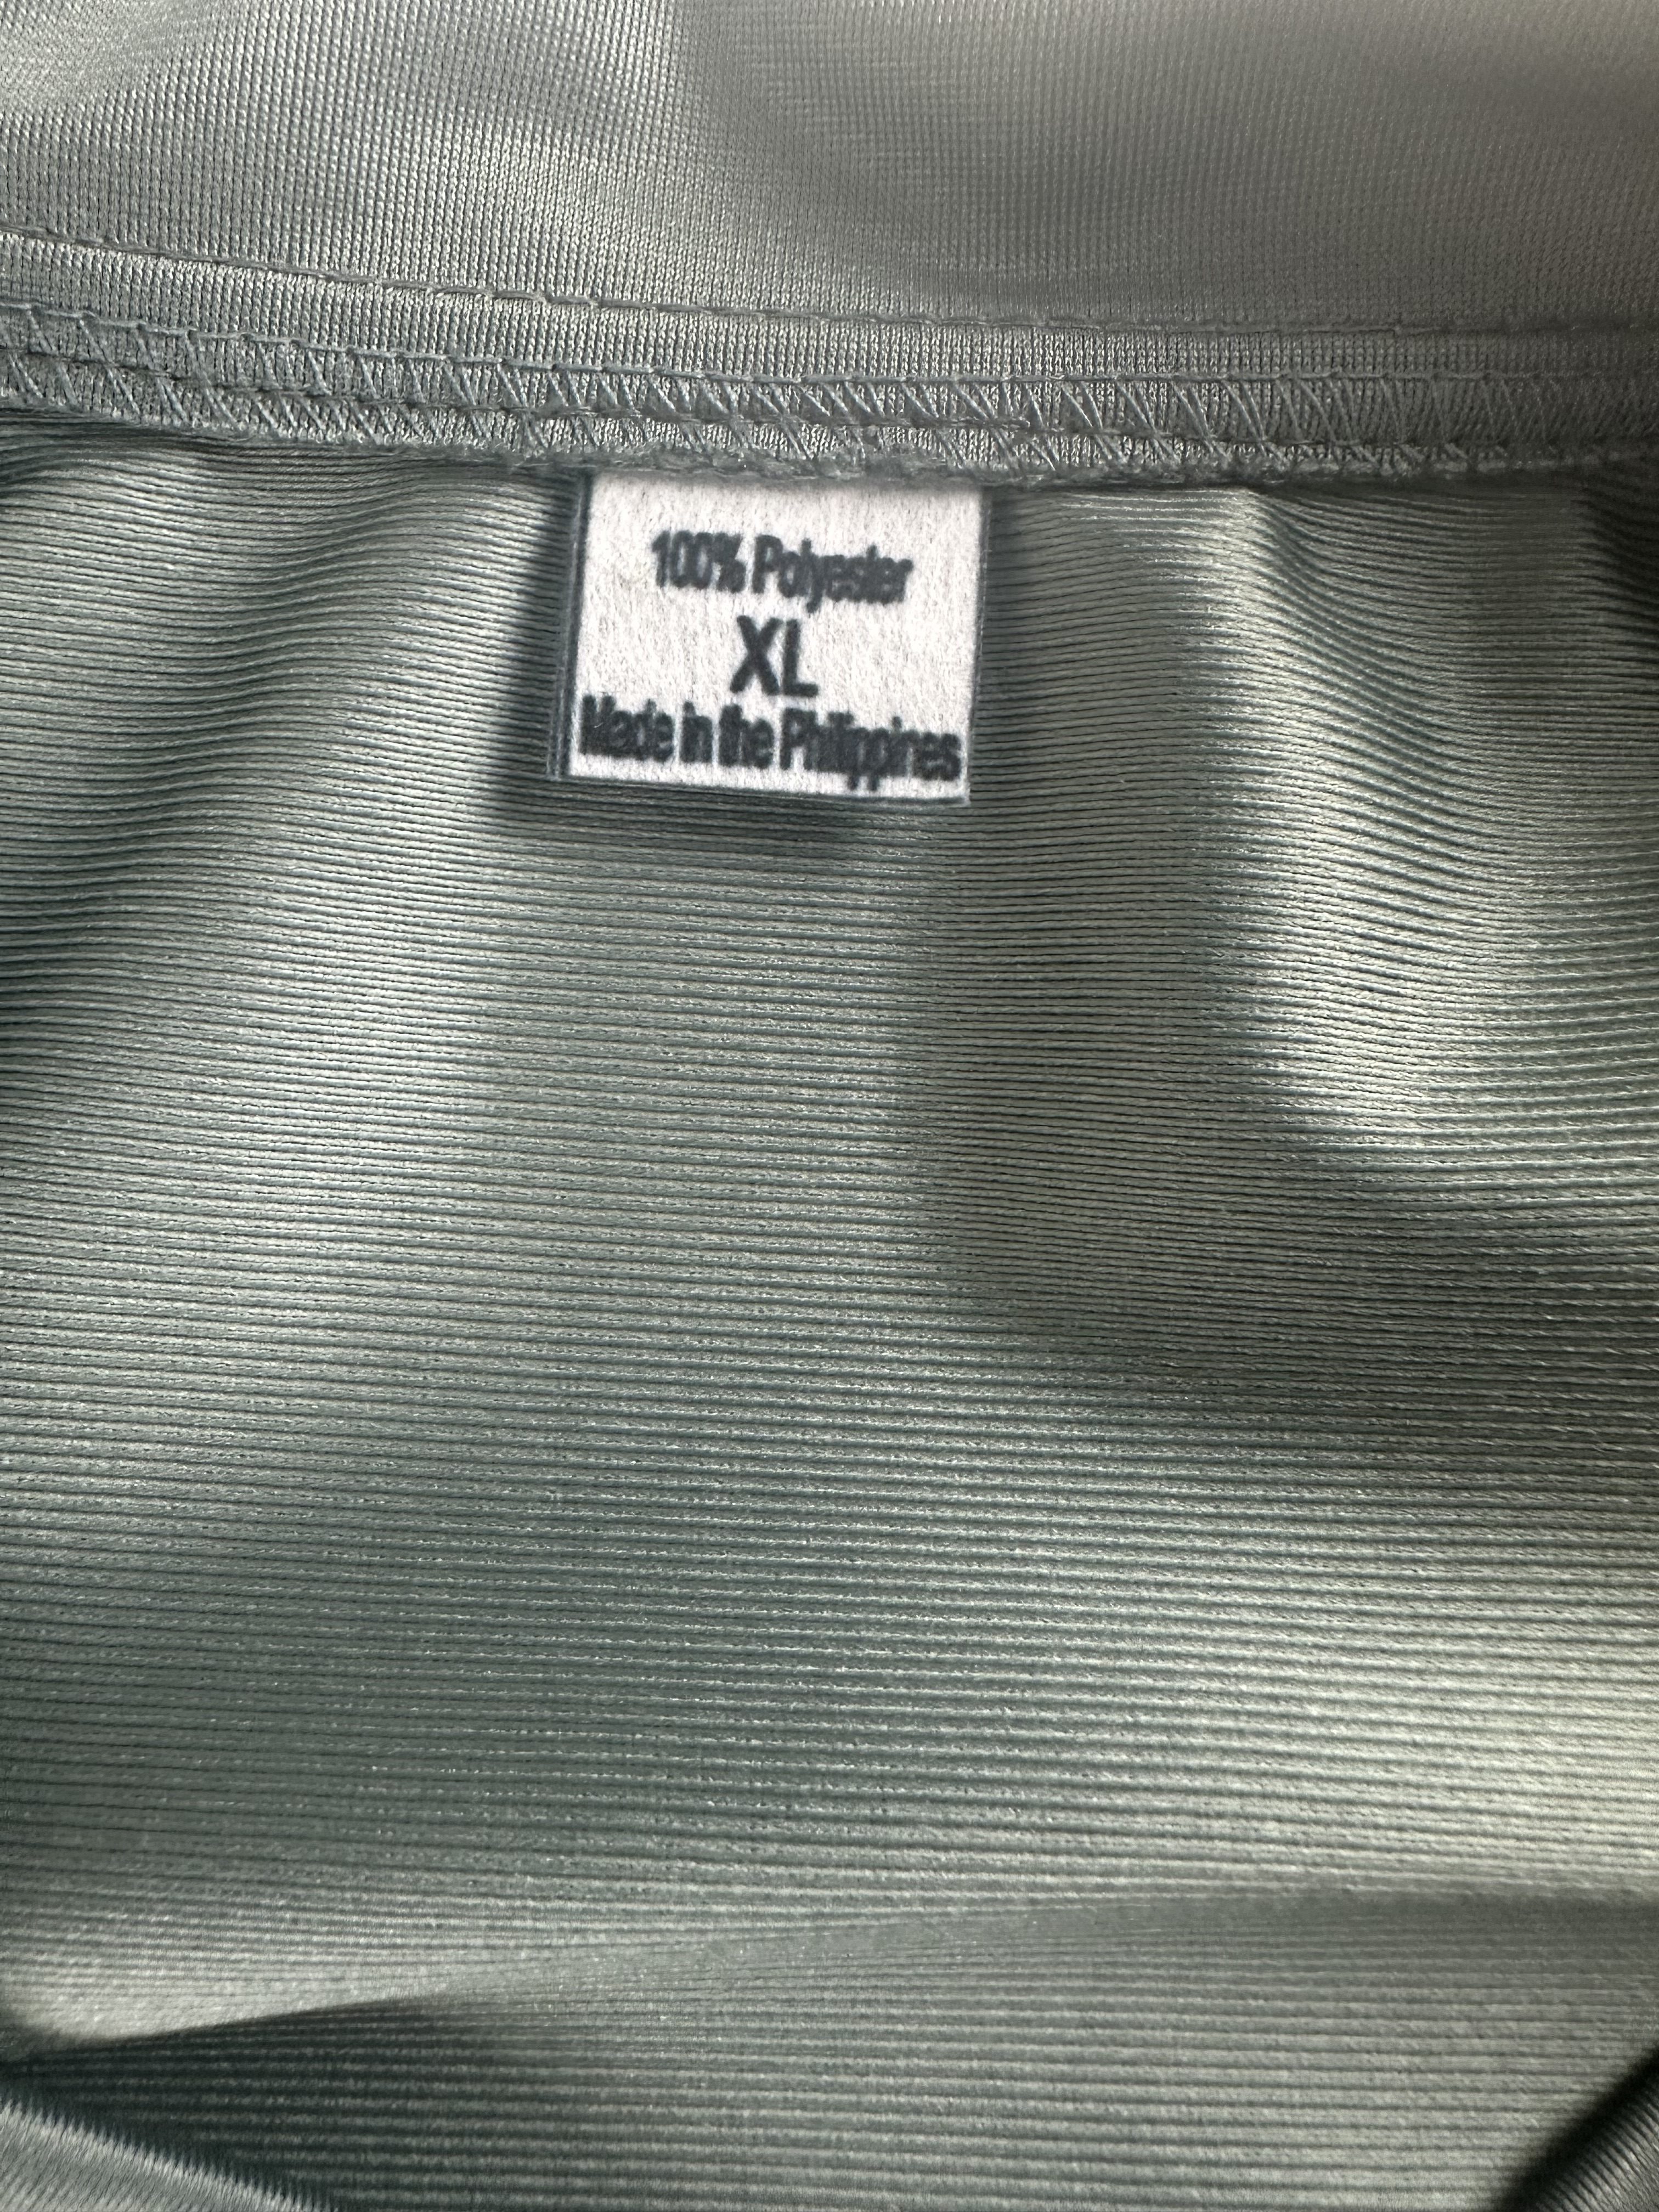 100% Polyester
XL
Made in the Philippines